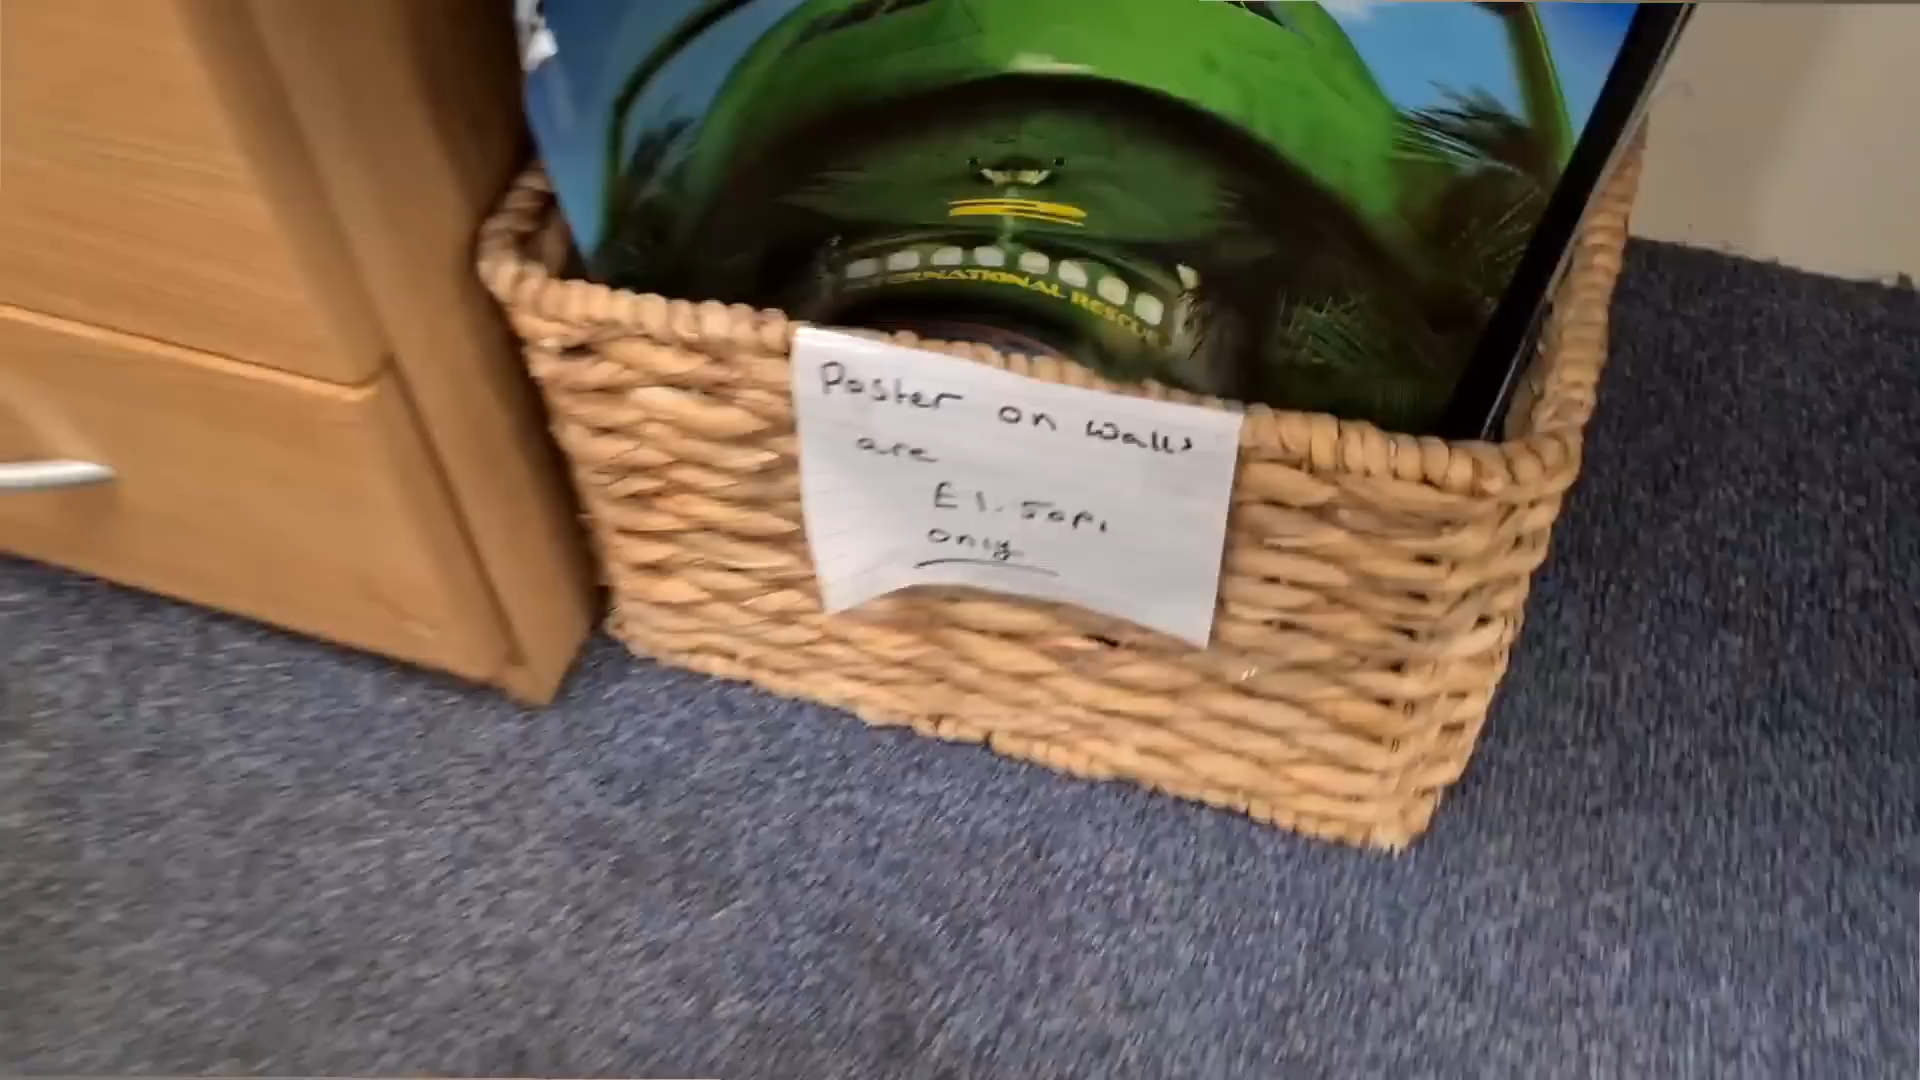 INTERNATIONAL RESCUE
Poster on walls
are
£1.50p.
only